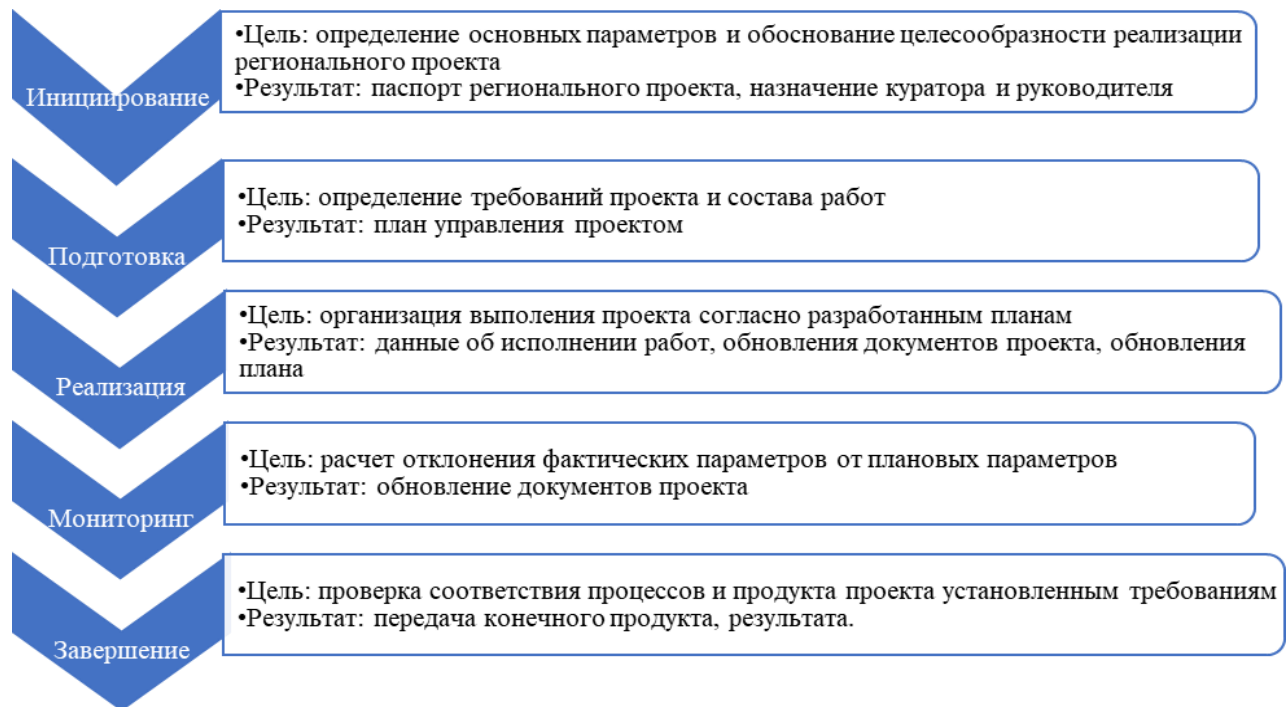 Инициирование
•Цель: определение основных параметров и обоснование целесообразности реализации
регионального проекта
•Результат: паспорт регионального проекта, назначение куратора и руководителя
Подготовка
•Цель: определение требований проекта и состава работ
•Результат: план управления проектом
Реализация
•Цель: организация выполения проекта согласно разработанным планам
•Результат: данные об исполнении работ, обновления документов проекта, обновления
плана
Мониторинг
•Цель: расчет отклонения фактических параметров от плановых параметров
•Результат: обновление документов проекта
Завершение
•Цель: проверка соответствия процессов и продукта проекта установленным требованиям
•Результат: передача конечного продукта, результата.